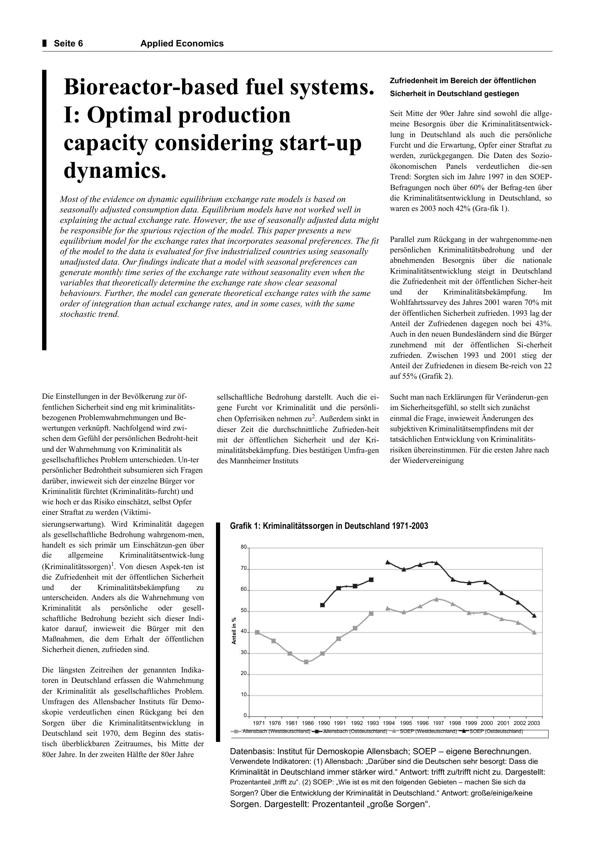 Seite 6 Applied Economics
Bioreactor-based fuel systems.
I: Optimal production
capacity considering start-up
dynamics.
Most of the evidence on dynamic equilibrium exchange rate models is based on
seasonally adjusted consumption data. Equilibrium models have not worked well in
explaining the actual exchange rate. However, the use of seasonally adjusted data might
be responsible for the spurious rejection of the model. This paper presents a new
equilibrium model for the exchange rates that incorporates seasonal preferences. The fit
of the model to the data is evaluated for five industrialized countries using seasonally
unadjusted data. Our findings indicate that a model with seasonal preferences can
generate monthly time series of the exchange rate without seasonality even when the
variables that theoretically determine the exchange rate show clear seasonal
behaviours. Further, the model can generate theoretical exchange rates with the same
order of integration than actual exchange rates, and in some cases, with the same
stochastic trend.
Zufriedenheit im Bereich der öffentlichen
Sicherheit in Deutschland gestiegen
Seit Mitte der 90er Jahre sind sowohl die allge-
meine Besorgnis über die Kriminalitätsentwick-
lung in Deutschland als auch die persönliche
Furcht und die Erwartung, Opfer einer Straftat zu
werden, zurückgegangen. Die Daten des Sozio-
ökonomischen Panels verdeutlichen die-sen
Trend: Sorgten sich im Jahre 1997 in den SOEP-
Befragungen noch über 60% der Befrag-ten über
die Kriminalitätsentwicklung in Deutschland, so
waren es 2003 noch 42% (Gra-fik 1).
Parallel zum Rückgang in der wahrgenomme-nen
persönlichen Kriminalitätsbedrohung und der
abnehmenden Besorgnis über die nationale
Kriminalitätsentwicklung steigt in Deutschland
die Zufriedenheit mit der öffentlichen Sicher-heit
und der Kriminalitätsbekämpfung. Im
Wohlfahrtssurvey des Jahres 2001 waren 70% mit
der öffentlichen Sicherheit zufrieden. 1993 lag der
Anteil der Zufriedenen dagegen noch bei 43%.
Auch in den neuen Bundesländern sind die Bürger
zunehmend mit der öffentlichen Si-cherheit
zufrieden. Zwischen 1993 und 2001 stieg der
Anteil der Zufriedenen in diesem Be-reich von 22
auf 55% (Grafik 2).
Die Einstellungen in der Bevölkerung zur öf-
fentlichen Sicherheit sind eng mit kriminalitäts-
bezogenen Problemwahrnehmungen und Be-
wertungen verknüpft. Nachfolgend wird zwi-
schen dem Gefühl der persönlichen Bedroht-heit
und der Wahrnehmung von Kriminalität als
gesellschaftliches Problem unterschieden. Un-ter
persönlicher Bedrohtheit subsumieren sich Fragen
darüber, inwieweit sich der einzelne Bürger vor
Kriminalität fürchtet (Kriminalitäts-furcht) und
wie hoch er das Risiko einschätzt, selbst Opfer
einer Straftat zu werden (Viktimi-
sierungserwartung). Wird Kriminalität dagegen
als gesellschaftliche Bedrohung wahrgenom-men,
handelt es sich primär um Einschätzun-gen über
die allgemeine Kriminalitätsentwick-lung
(Kriminalitätssorgen)1. Von diesen Aspek-ten ist
die Zufriedenheit mit der öffentlichen Sicherheit
und der Kriminalitätsbekämpfung zu
unterscheiden. Anders als die Wahrnehmung von
Kriminalität als persönliche oder gesell-
schaftliche Bedrohung bezieht sich dieser Indi-
kator darauf, inwieweit die Bürger mit den
Maßnahmen, die dem Erhalt der öffentlichen
Sicherheit dienen, zufrieden sind.
Die längsten Zeitreihen der genannten Indika-
toren in Deutschland erfassen die Wahrnehmung
der Kriminalität als gesellschaftliches Problem.
Umfragen des Allensbacher Instituts für Demo-
skopie verdeutlichen einen Rückgang bei den
Sorgen über die Kriminalitätsentwicklung in
Deutschland seit 1970, dem Beginn des statis-
tisch überblickbaren Zeitraumes, bis Mitte der
80er Jahre. In der zweiten Hälfte der 80er Jahre
sellschaftliche Bedrohung darstellt. Auch die ei-
gene Furcht vor Kriminalität und die persönli-
chen Opferrisiken nehmen zu2. Außerdem sinkt in
dieser Zeit die durchschnittliche Zufrieden-heit
mit der öffentlichen Sicherheit und der Kri-
minalitätsbekämpfung. Dies bestätigen Umfra-gen
des Mannheimer Instituts
Sucht man nach Erklärungen für Veränderun-gen
im Sicherheitsgefühl, so stellt sich zunächst
einmal die Frage, inwieweit Änderungen des
subjektiven Kriminalitätsempfindens mit der
tatsächlichen Entwicklung von Kriminalitäts-
risiken übereinstimmen. Für die ersten Jahre nach
der Wiedervereinigung
Grafik 1: Kriminalitätssorgen in Deutschland 1971-2003
Anteil in %
80
70
60
50
40
30
20
10
0
1971 1976 1981 1986 1990 1991 1992 1993 1994 1995 1996 1997 1998 1999 2000 2001 2002 2003
Allensbach (Westdeutschland) Allensbach (Ostdeutschland) SOEP (Westdeutschland) SOEP (Ostdeutschland)
Datenbasis: Institut für Demoskopie Allensbach; SOEP – eigene Berechnungen.
Verwendete Indikatoren: (1) Allensbach: „Darüber sind die Deutschen sehr besorgt: Dass die
Kriminalität in Deutschland immer stärker wird.“ Antwort: trifft zu/trifft nicht zu. Dargestellt:
Prozentanteil „trifft zu“. (2) SOEP: „Wie ist es mit den folgenden Gebieten – machen Sie sich da
Sorgen? Über die Entwicklung der Kriminalität in Deutschland.“ Antwort: große/einige/keine
Sorgen. Dargestellt: Prozentanteil „große Sorgen“.